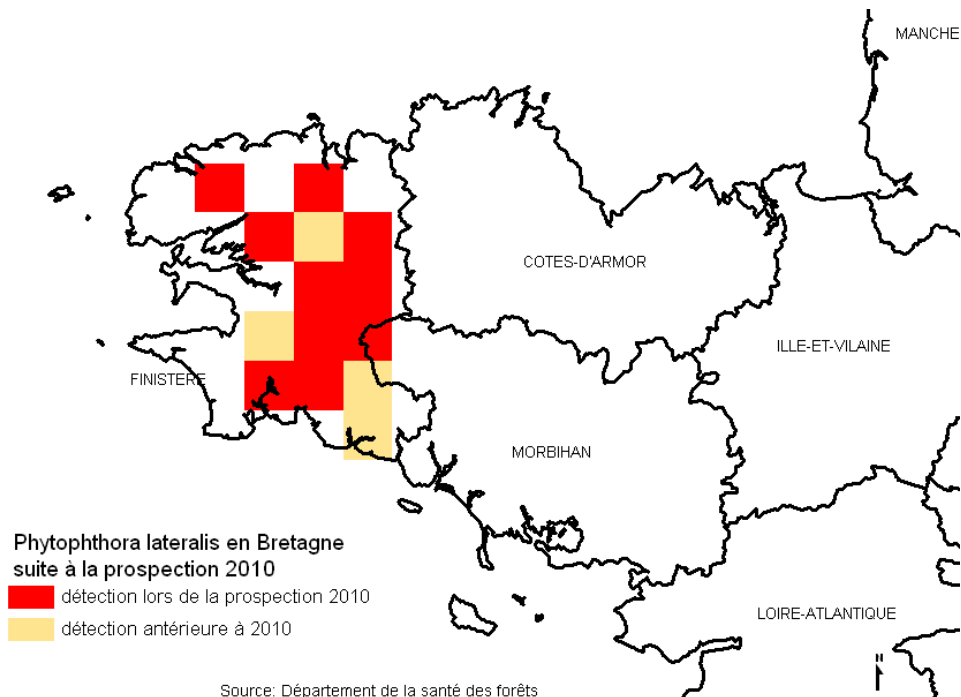 MANCHE
COTES-D'ARMOR
ILLE-ET-VILAINE
FINISTERE
MORBIHAN
Phytophthora lateralis en Bretagne
suite à la prospection 2010
détection lors de la prospection 2010
détection antérieure à 2010
LOIRE-ATLANTIQUE
N
Source: Département de la santé des forêts